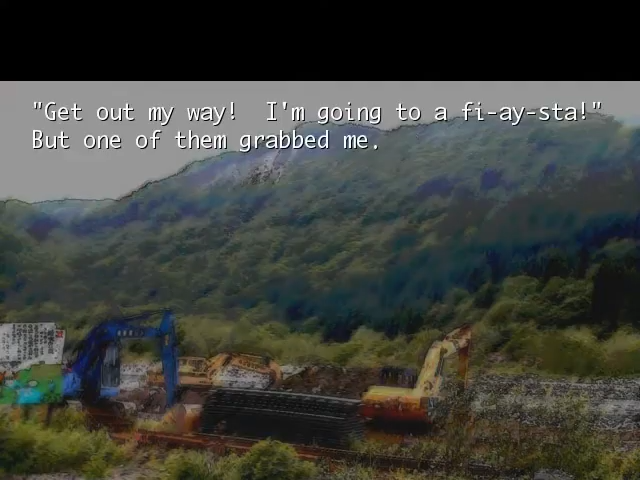 "Get out my way!  I'm going to a fi-ay-sta!"
But one of them grabbed me.